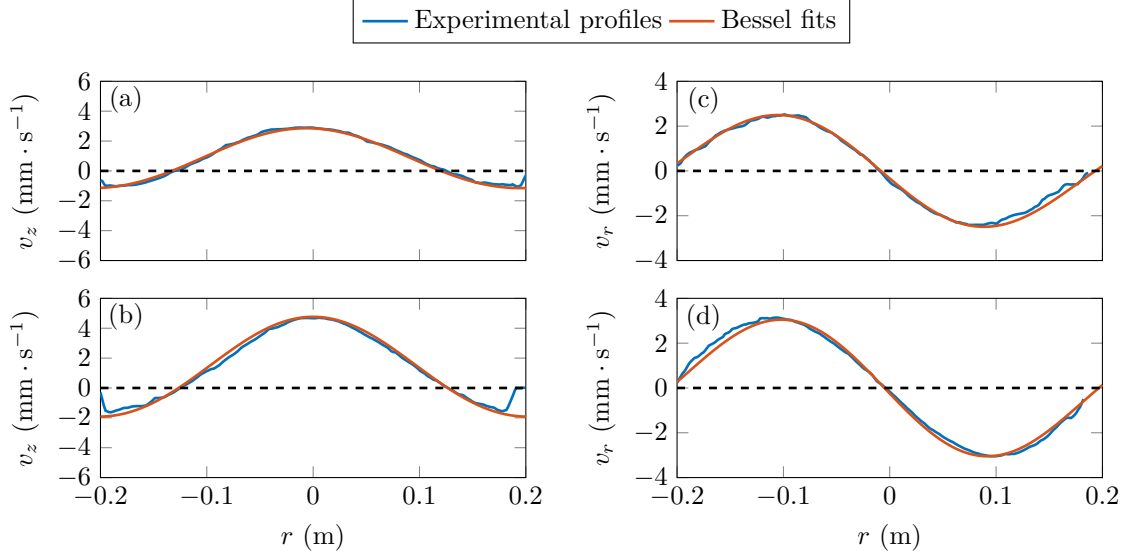 Experimental profiles Bessel fits
(a)
6
4
2
0
−2
−4
−6
v_z (mm · s⁻¹)
(c)
4
2
0
−2
−4
v_r (mm · s⁻¹)
(b)
6
4
2
0
−2
−4
−6
v_z (mm · s⁻¹)
−0.2 −0.1 0 0.1 0.2
r (m)
(d)
4
2
0
−2
−4
v_r (mm · s⁻¹)
−0.2 −0.1 0 0.1 0.2
r (m)